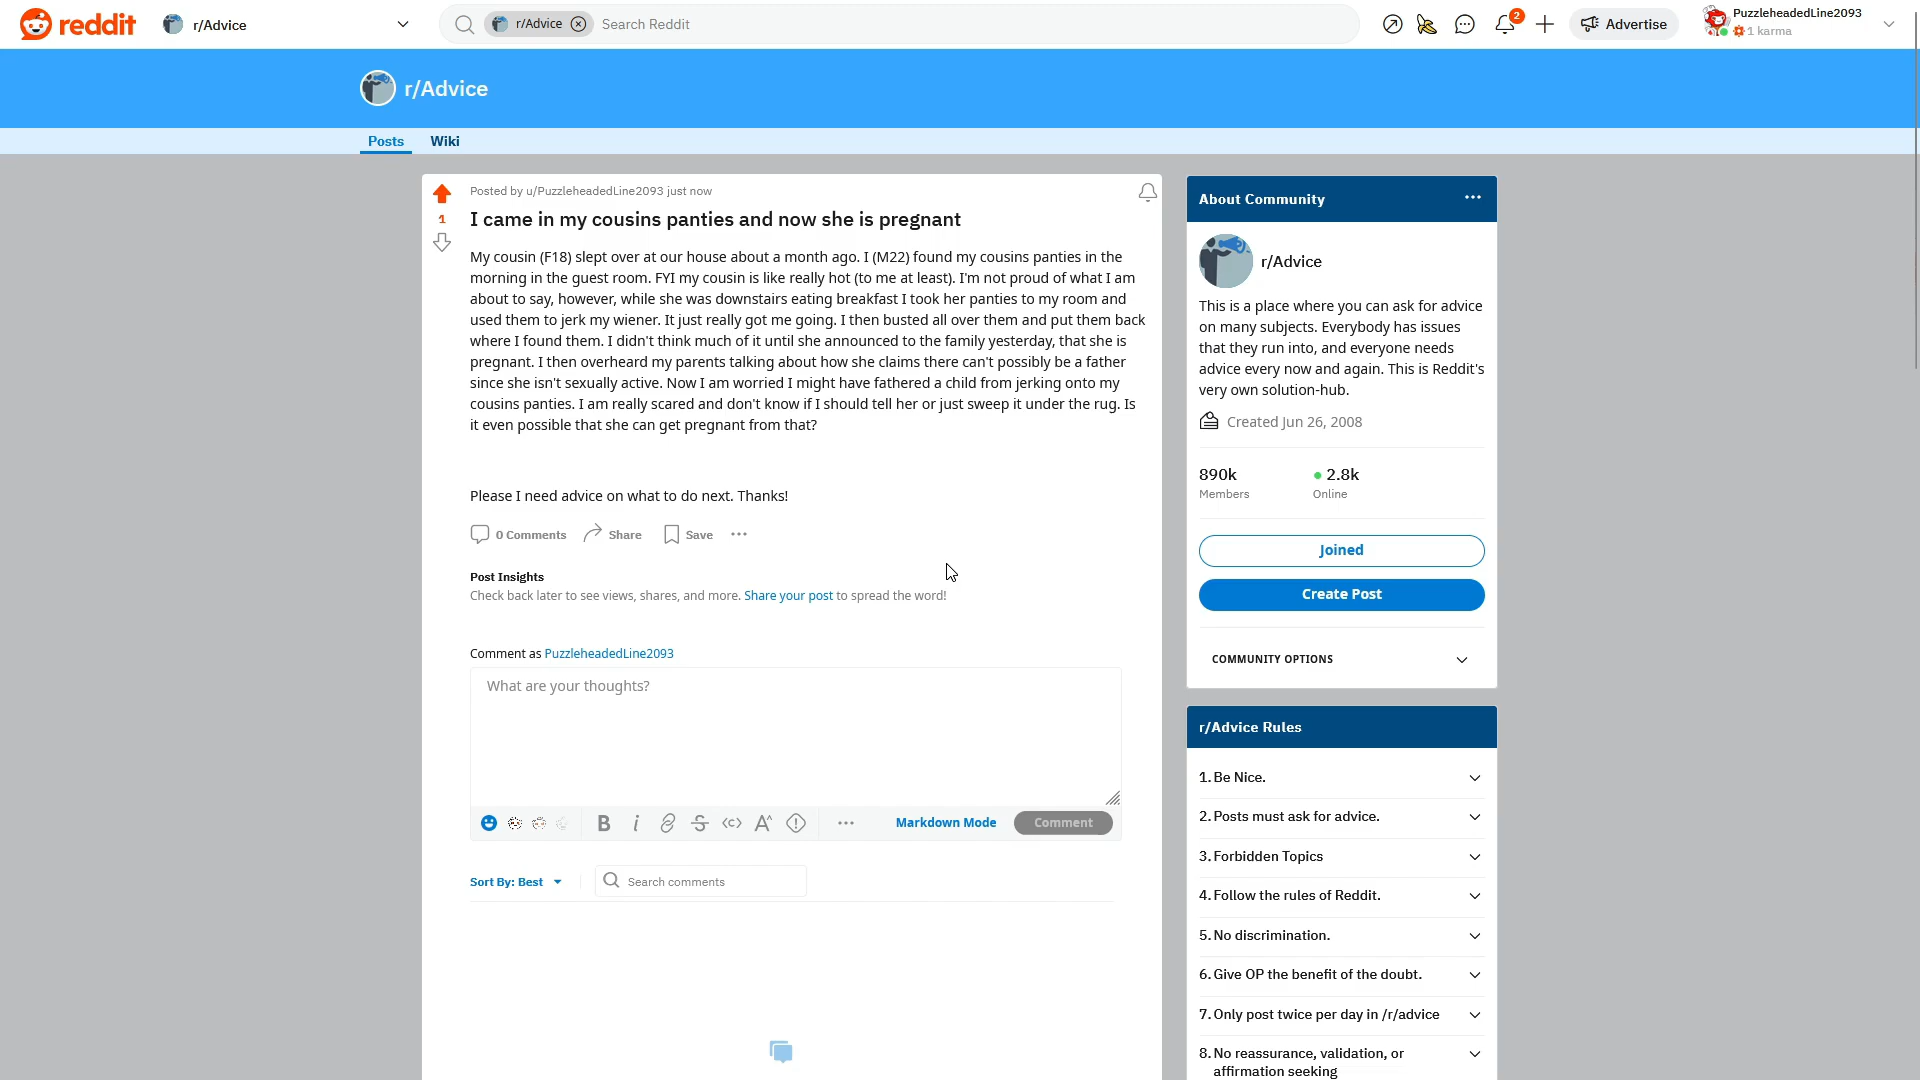 reddit
r/Advice
r/Advice
Search Reddit
2
Advertise
PuzzleheadedLine2093
1 karma
r/Advice
Posts
Wiki
1
Posted by u/PuzzleheadedLine2093 just now
I came in my cousins panties and now she is pregnant
My cousin (F18) slept over at our house about a month ago. I (M22) found my cousins panties in the
morning in the guest room. FYI my cousin is like really hot (to me at least). I'm not proud of what I am
about to say, however, while she was downstairs eating breakfast I took her panties to my room and
used them to jerk my wiener. It just really got me going. I then busted all over them and put them back
where I found them. I didn't think much of it until she announced to the family yesterday, that she is
pregnant. I then overheard my parents talking about how she claims there can't possibly be a father
since she isn't sexually active. Now I am worried I might have fathered a child from jerking onto my
cousins panties. I am really scared and don't know if I should tell her or just sweep it under the rug. Is
it even possible that she can get pregnant from that?
Please I need advice on what to do next. Thanks!
0 Comments
Share
Save
Post Insights
Check back later to see views, shares, and more. Share your post to spread the word!
Comment as PuzzleheadedLine2093
What are your thoughts?
Markdown Mode
Comment
Sort By: Best
Search comments
About Community
r/Advice
This is a place where you can ask for advice
on many subjects. Everybody has issues
that they run into, and everyone needs
advice every now and again. This is Reddit's
very own solution-hub.
Created Jun 26, 2008
890k
2.8k
Members
Online
Joined
Create Post
COMMUNITY OPTIONS
r/Advice Rules
1. Be Nice.
2. Posts must ask for advice.
3. Forbidden Topics
4. Follow the rules of Reddit.
5. No discrimination.
6. Give OP the benefit of the doubt.
7. Only post twice per day in /r/advice
8. No reassurance, validation, or
affirmation seeking